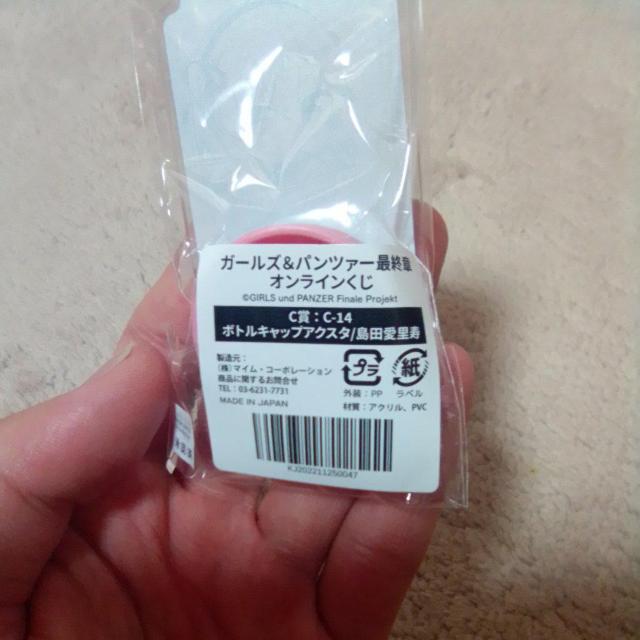 ガールズ&パンツァー最終章
オンラインくじ
©GIRLS und PANZER Finale Projekt
C賞：C-14
ボトルキャップアクスタ/島田愛里寿
製造元：
(株)マイム・コーポレーション
商品に関するお問合せ
TEL：03-6231-7731
MADE IN JAPAN
プラ
紙
外装：PP
ラベル
材質：アクリル、PVC
KJ202211250047